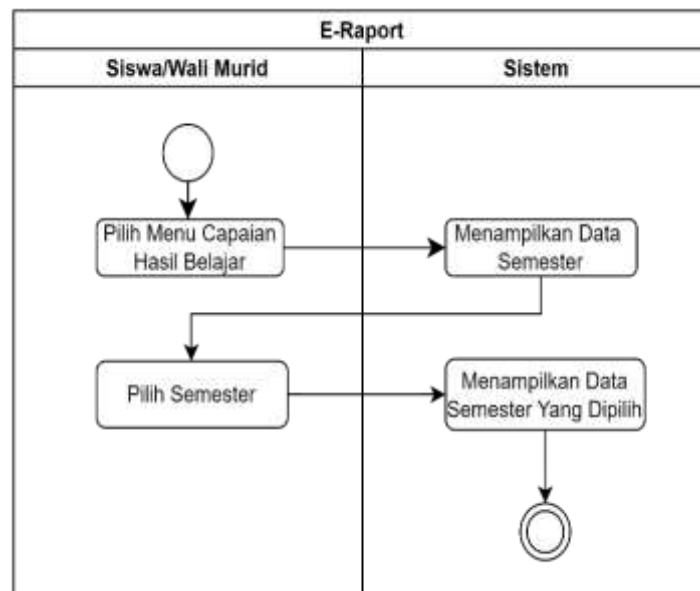 E-Raport
Siswa/Wali Murid
Sistem
Pilih Menu Capaian
Hasil Belajar
Menampilkan Data
Semester
Pilih Semester
Menampilkan Data
Semester Yang Dipilih